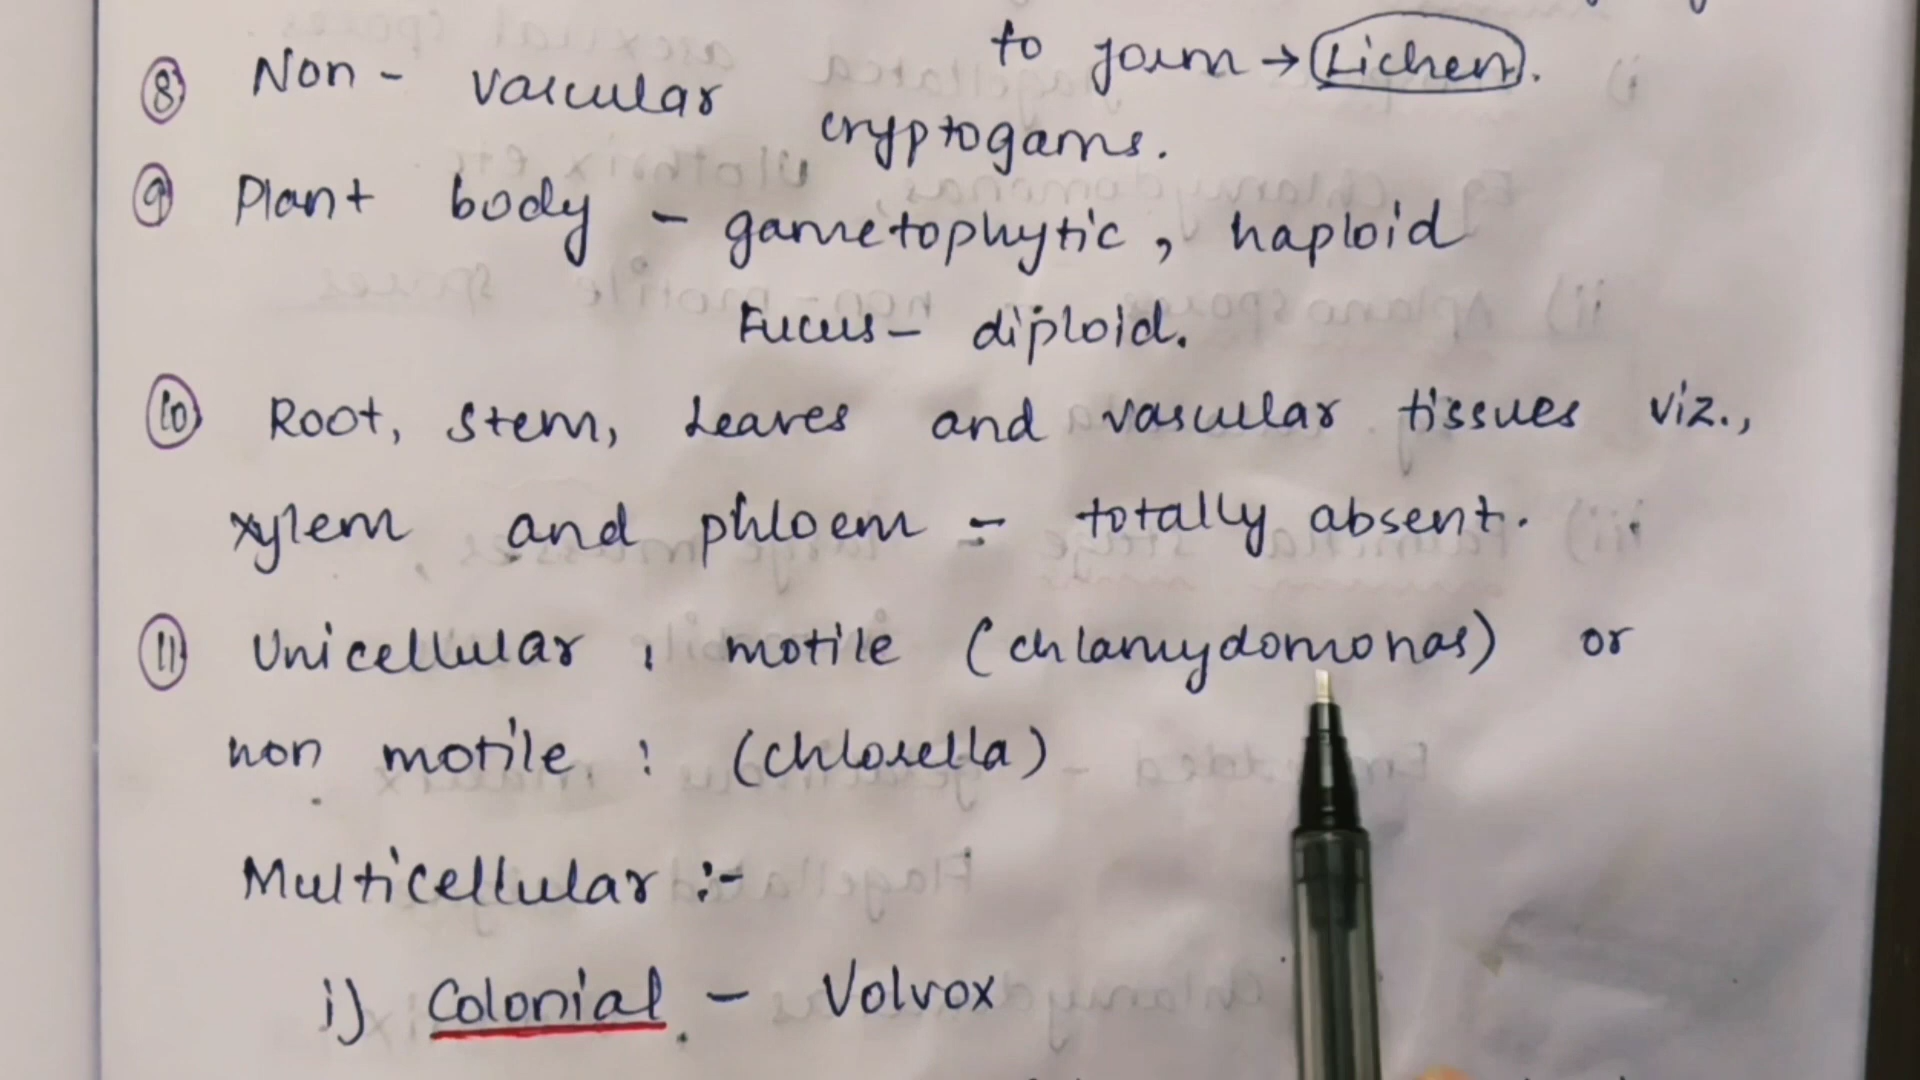 to form → Lichen.
⑧ Non - vascular cryptogams.
⑨ Plant body - gametophytic, haploid
Fucus - diploid.
⑩ Root, stem, Leaves and vascular tissues viz.,
xylem and phloem :- totally absent.
⑪ Unicellular : motile (chlamydomonas) or
non motile : (chlorella)
Multicellular :-
i) Colonial - Volvox